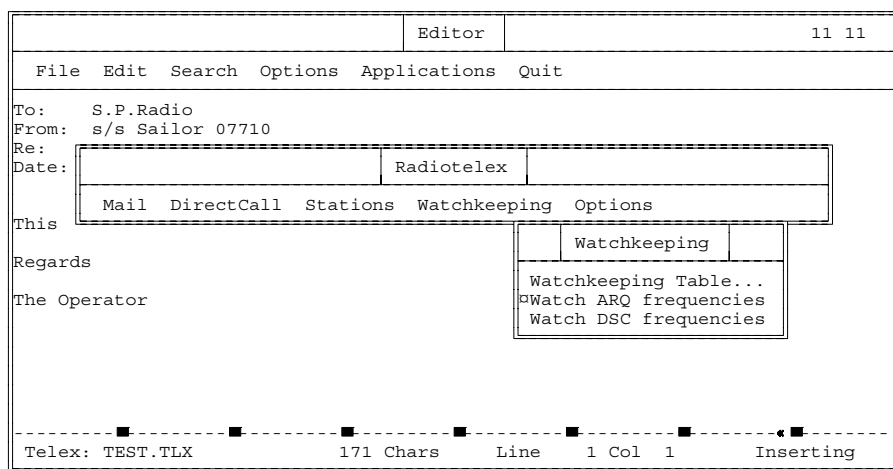 Editor 11 11
File Edit Search Options Applications Quit
To: S.P.Radio
From: s/s Sailor 07710
Re:
Date:
Radiotelex
Mail DirectCall Stations Watchkeeping Options
This
Watchkeeping
Regards
Watchkeeping Table...
The Operator
¤Watch ARQ frequencies
Watch DSC frequencies
Telex: TEST.TLX 171 Chars Line 1 Col 1 Inserting